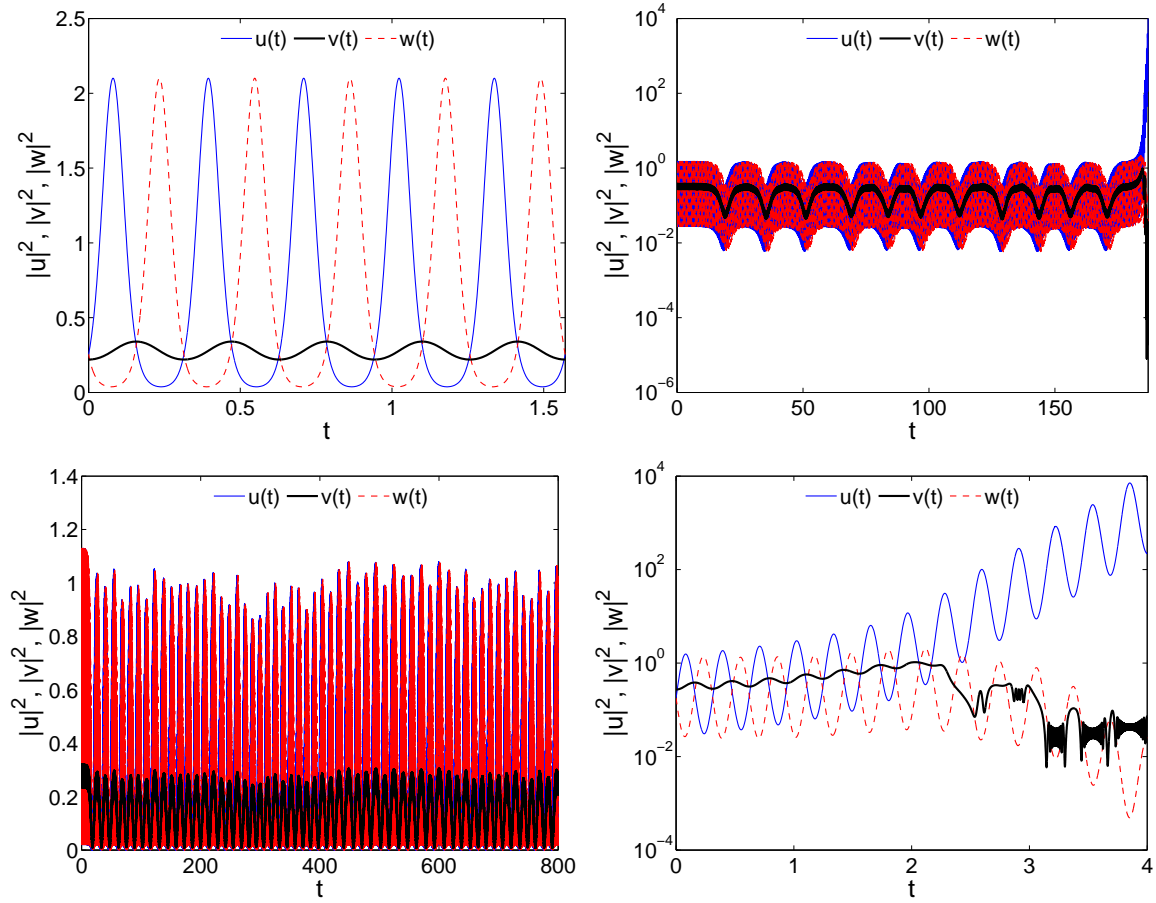 2.5
2
1.5
1
0.5
0
|u|², |v|², |w|²
u(t) v(t) w(t)
0 0.5 1 1.5
t
10⁴
10²
10⁰
10⁻²
10⁻⁴
10⁻⁶
|u|², |v|², |w|²
u(t) v(t) w(t)
0 50 100 150
t
1.4
1.2
1
0.8
0.6
0.4
0.2
0
|u|², |v|², |w|²
u(t) v(t) w(t)
0 200 400 600 800
t
10⁴
10²
10⁰
10⁻²
10⁻⁴
|u|², |v|², |w|²
u(t) v(t) w(t)
0 1 2 3 4
t